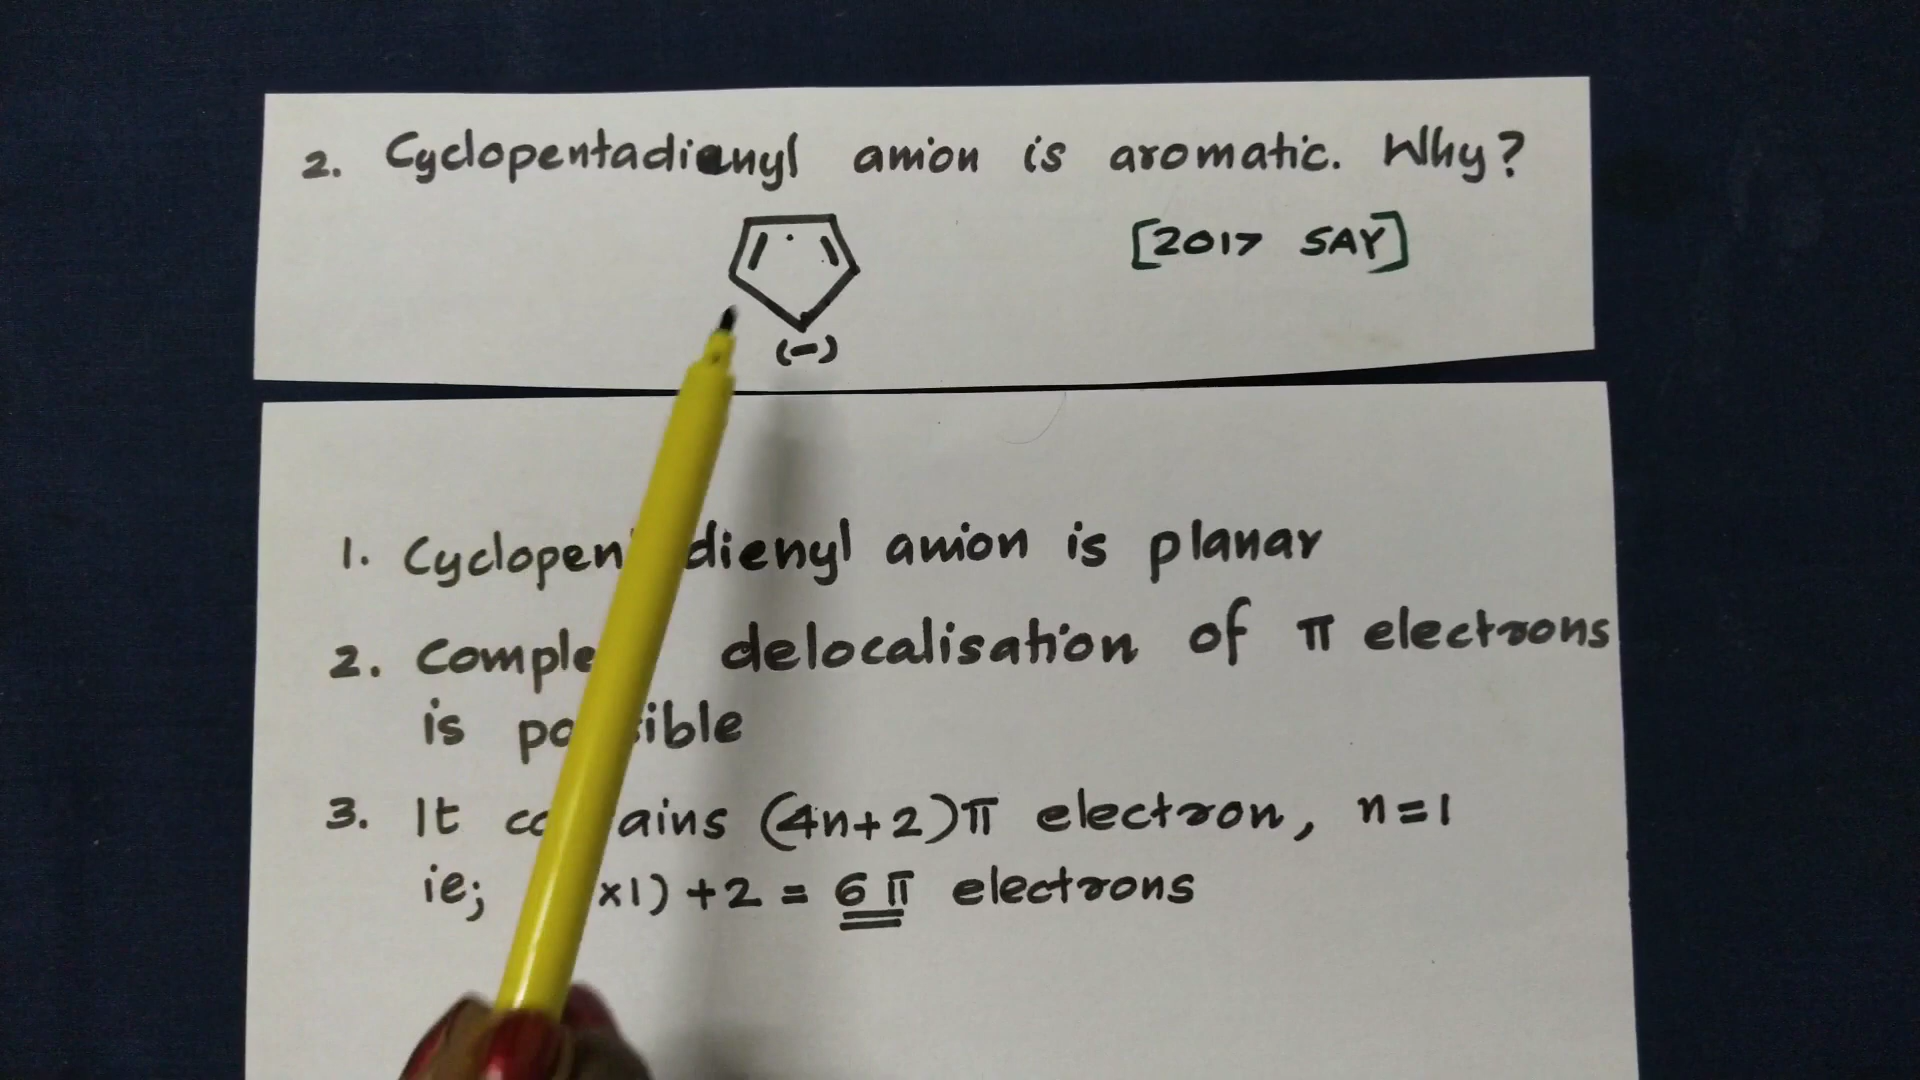 2. Cyclopentadienyl anion is aromatic. Why?
[2017 SAY]
(-)
1. Cyclopen dienyl anion is planar
2. Comple delocalisation of π electrons
is po ible
3. It co ains (4n+2)π electron, n=1
ie; x1) +2 = 6 π electrons